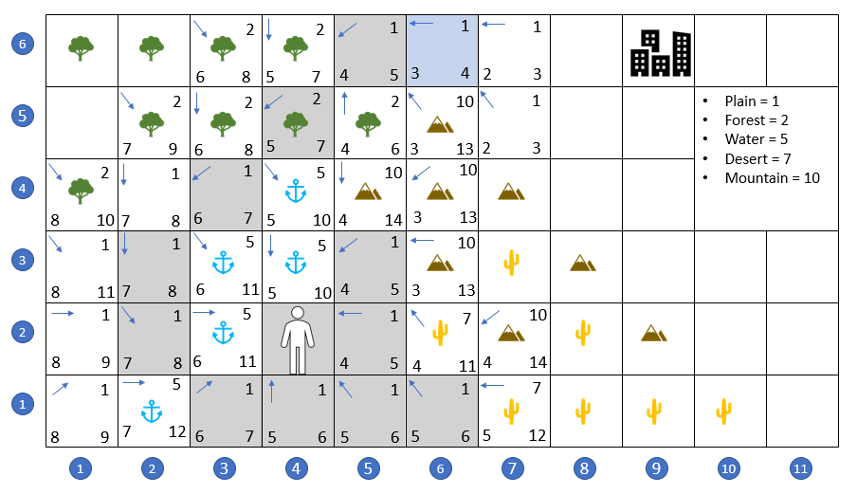 6 2 2 1 1 1
6 8 5 7 4 5 3 4 2 3
5 2 2 2 2 10 1
7 9 6 8 5 7 4 6 3 13 2 3
• Plain = 1
• Forest = 2
• Water = 5
• Desert = 7
• Mountain = 10
4 2 1 1 5 10 10
8 10 7 8 6 7 5 10 4 14 3 13
3 1 1 5 5 1 10
8 11 7 8 6 11 5 10 4 5 3 13
2 1 1 5 1 7 10
8 9 7 8 6 11 4 5 4 11 4 14
1 1 5 1 1 1 1 7
8 9 7 12 6 7 5 6 5 6 5 6 5 12
1 2 3 4 5 6 7 8 9 10 11